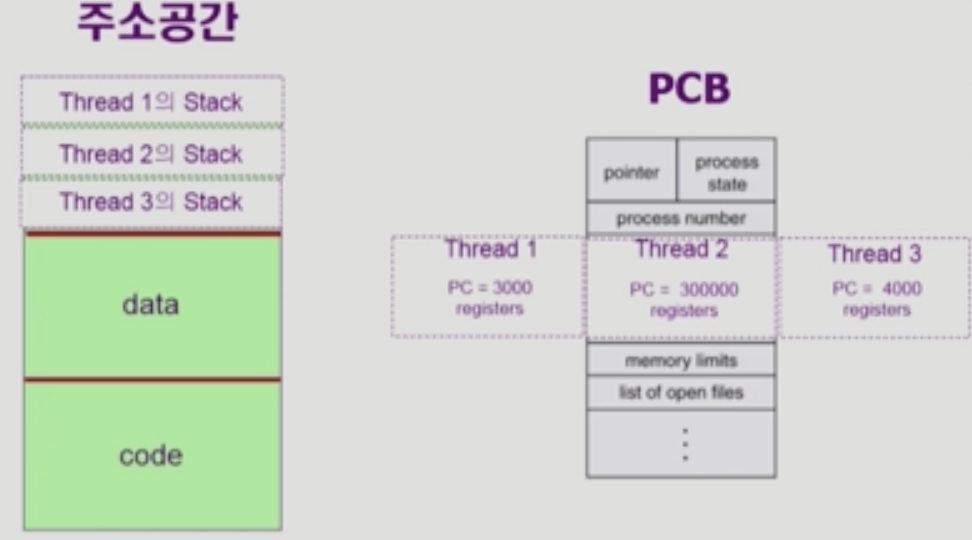 주소공간
Thread 1의 Stack
Thread 2의 Stack
Thread 3의 Stack
data
code
PCB
pointer
process
state
process number
Thread 1
PC = 3000
registers
Thread 2
PC = 300000
registers
Thread 3
PC = 4000
registers
memory limits
list of open files